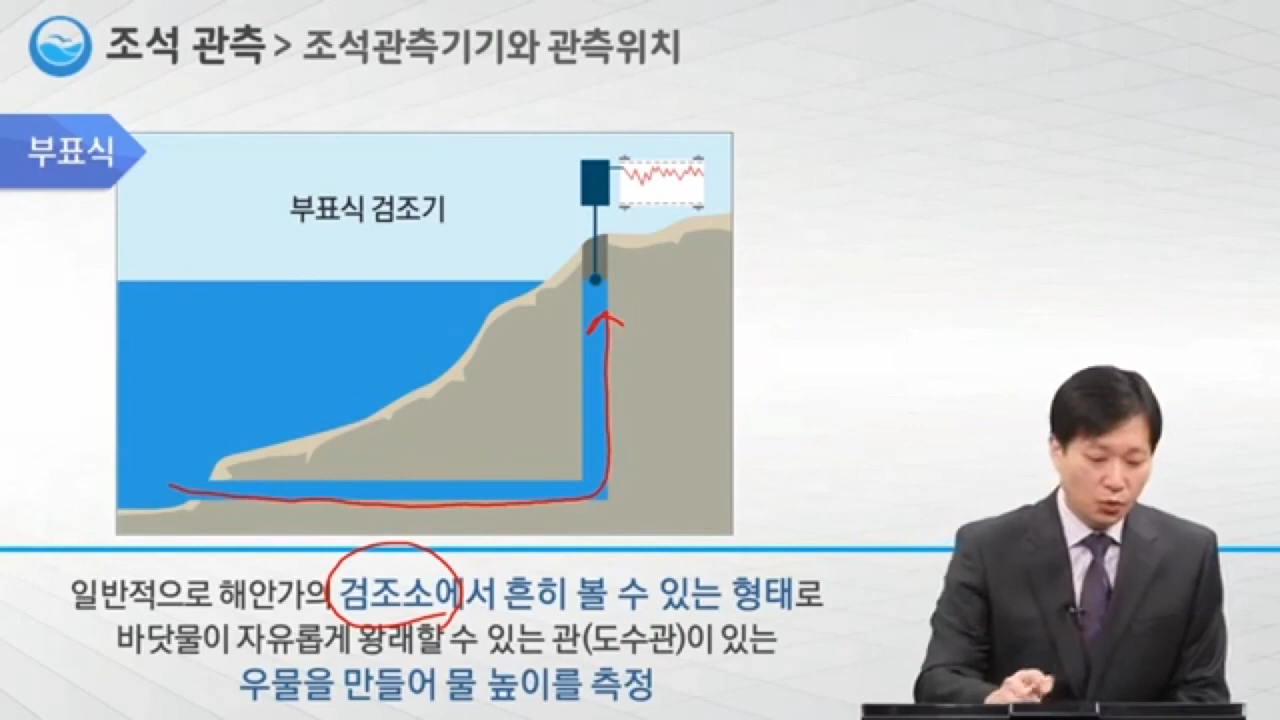 조석 관측 > 조석관측기기와 관측위치
부표식
부표식 검조기
일반적으로 해안가의 검조소에서 흔히 볼 수 있는 형태로
바닷물이 자유롭게 왕래할 수 있는 관(도수관)이 있는
우물을 만들어 물 높이를 측정